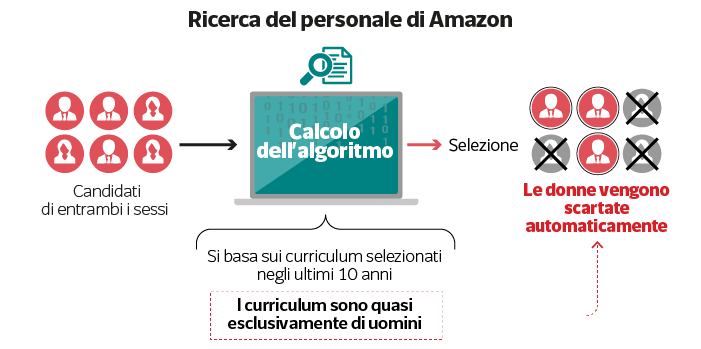 Ricerca del personale di Amazon
Candidati
di entrambi i sessi
Calcolo
dell'algoritmo
Selezione
Le donne vengono
scartate
automaticamente
Si basa sui curriculum selezionati
negli ultimi 10 anni
I curriculum sono quasi
esclusivamente di uomini